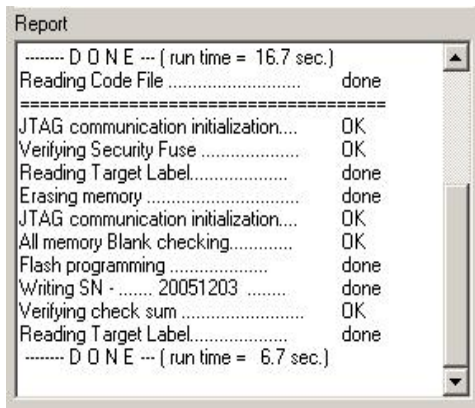 Report
------- D O N E --- ( run time = 16.7 sec.)
Reading Code File ........................... done
=======================================
JTAG communication initialization.... OK
Verifying Security Fuse .................... OK
Reading Target Label.................... done
Erasing memory ............................... done
JTAG communication initialization.... OK
All memory Blank checking............. OK
Flash programming .................... done
Writing SN - ....... 20051203 ........ done
Verifying check sum ......................... OK
Reading Target Label.................... done
------- D O N E --- ( run time = 6.7 sec.)